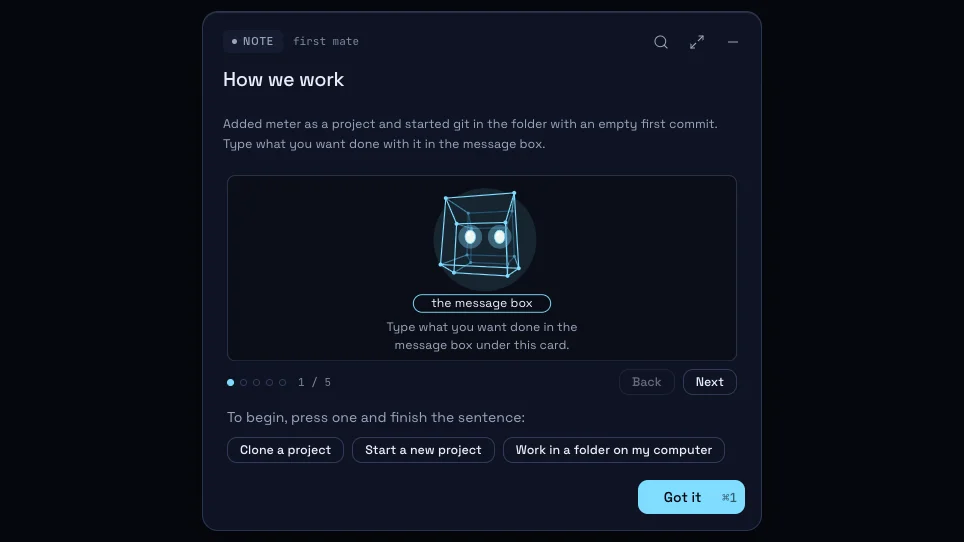 NOTE first mate
How we work
Added meter as a project and started git in the folder with an empty first commit.
Type what you want done with it in the message box.
the message box
Type what you want done in the
message box under this card.
1 / 5
Back
Next
To begin, press one and finish the sentence:
Clone a project
Start a new project
Work in a folder on my computer
Got it ⌘1